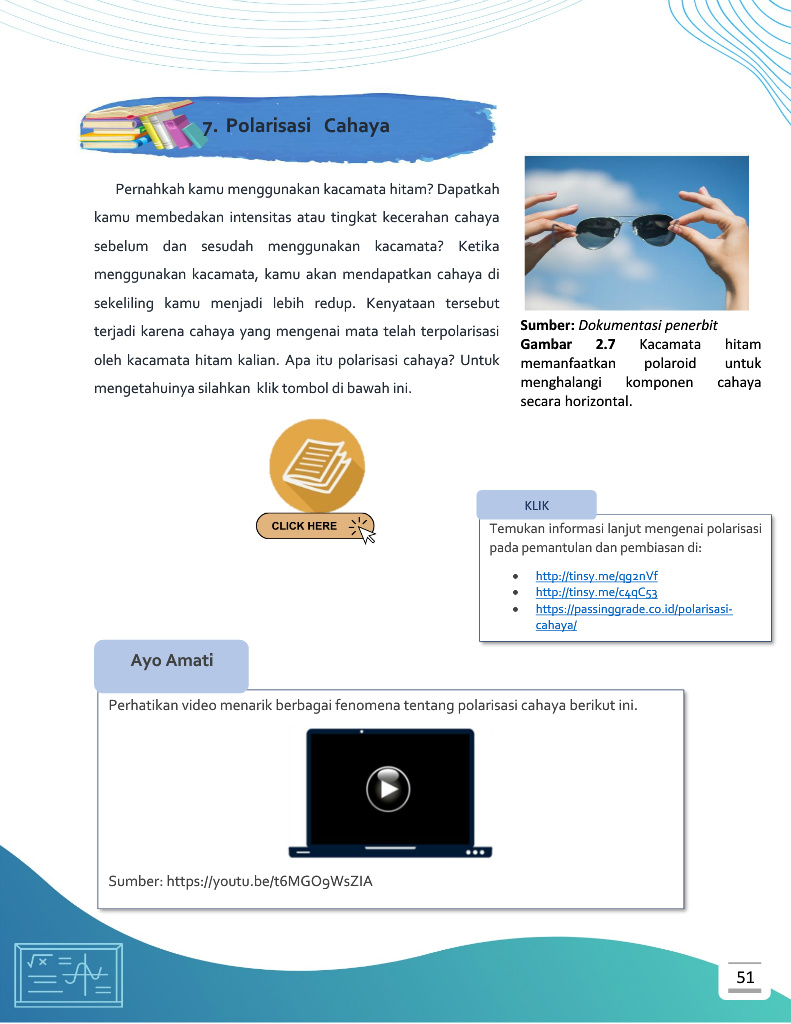 7. Polarisasi Cahaya
Pernahkah kamu menggunakan kacamata hitam? Dapatkah
kamu membedakan intensitas atau tingkat kecerahan cahaya
sebelum dan sesudah menggunakan kacamata? Ketika
menggunakan kacamata, kamu akan mendapatkan cahaya di
sekeliling kamu menjadi lebih redup. Kenyataan tersebut
terjadi karena cahaya yang mengenai mata telah terpolarisasi
oleh kacamata hitam kalian. Apa itu polarisasi cahaya? Untuk
mengetahuinya silahkan klik tombol di bawah ini.
Sumber: Dokumentasi penerbit
Gambar 2.7 Kacamata hitam
memanfaatkan polaroid untuk
menghalangi komponen cahaya
secara horizontal.
CLICK HERE
KLIK
Temukan informasi lanjut mengenai polarisasi
pada pemantulan dan pembiasan di:
• http://tinsy.me/qg2nVf
• http://tinsy.me/c4qC53
• https://passinggrade.co.id/polarisasi-
cahaya/
Ayo Amati
Perhatikan video menarik berbagai fenomena tentang polarisasi cahaya berikut ini.
Sumber: https://youtu.be/t6MGO9WsZIA
√x
51